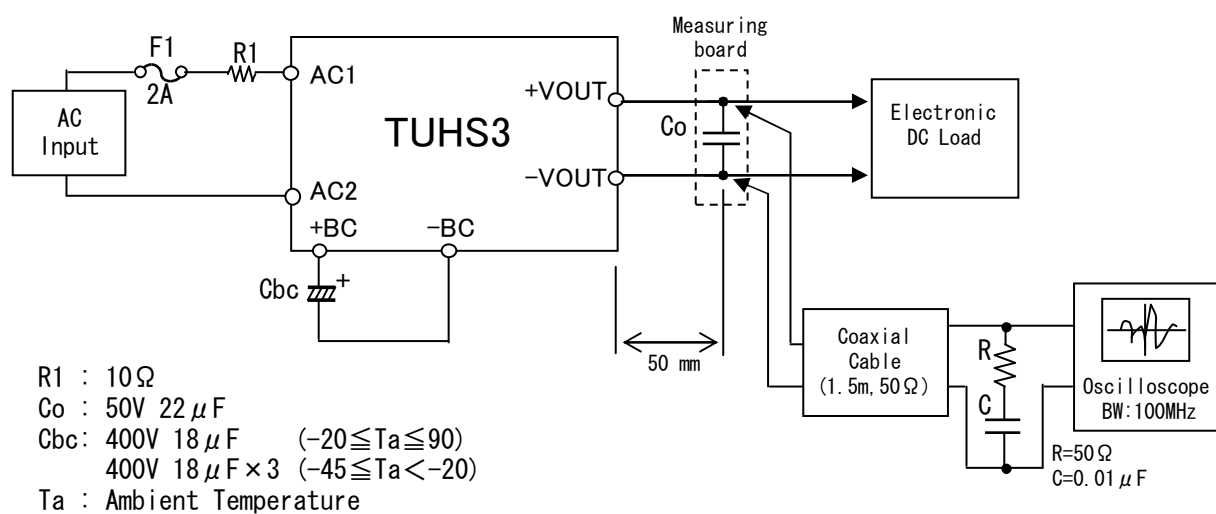 Measuring
board
F1
2A
R1
AC1
AC
Input
AC2
TUHS3
+VOUT
-VOUT
+BC
-BC
Co
Electronic
DC Load
Cbc
+
50 mm
Coaxial
Cable
(1.5m, 50Ω)
R
C
Oscilloscope
BW:100MHz
R=50Ω
C=0.01μF
R1 : 10Ω
Co : 50V 22μF
Cbc: 400V 18μF (-20≦Ta≦90)
400V 18μF×3 (-45≦Ta<-20)
Ta : Ambient Temperature